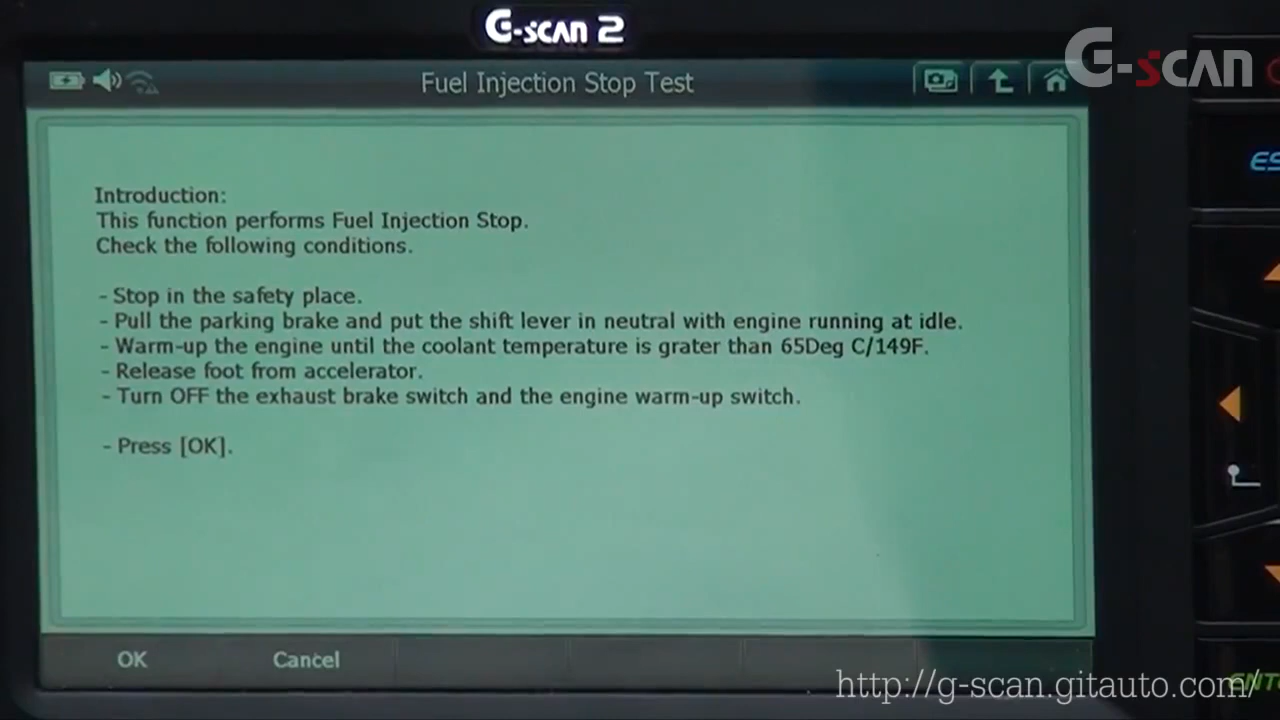 G-scan 2
G-scan
Fuel Injection Stop Test
Introduction:
This function performs Fuel Injection Stop.
Check the following conditions.
- Stop in the safety place.
- Pull the parking brake and put the shift lever in neutral with engine running at idle.
- Warm-up the engine until the coolant temperature is grater than 65Deg C/149F.
- Release foot from accelerator.
- Turn OFF the exhaust brake switch and the engine warm-up switch.
- Press [OK].
OK Cancel
http://g-scan.gitauto.com/